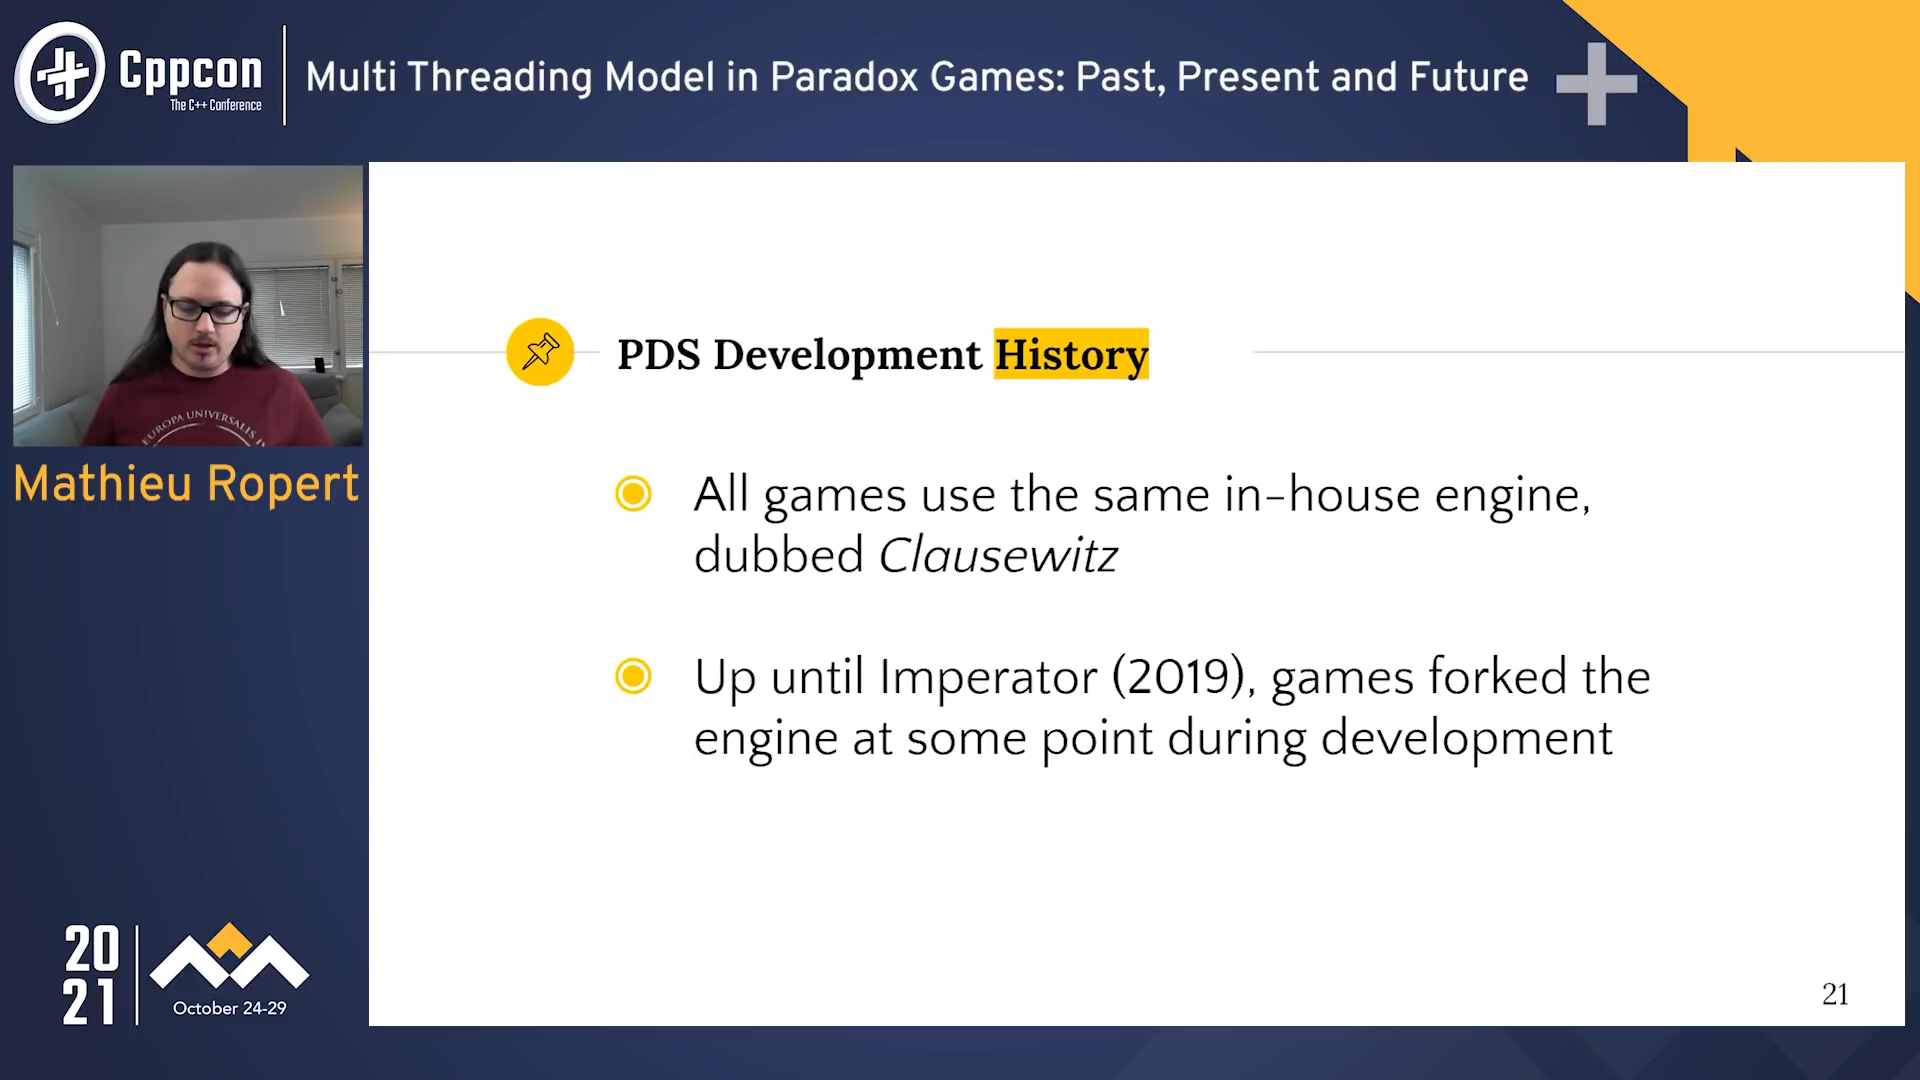 Cppcon
The C++ Conference
Multi Threading Model in Paradox Games: Past, Present and Future
EUROPA UNIVERSALIS
Mathieu Ropert
PDS Development History
All games use the same in-house engine,
dubbed Clausewitz
Up until Imperator (2019), games forked the
engine at some point during development
20
21
October 24-29
21